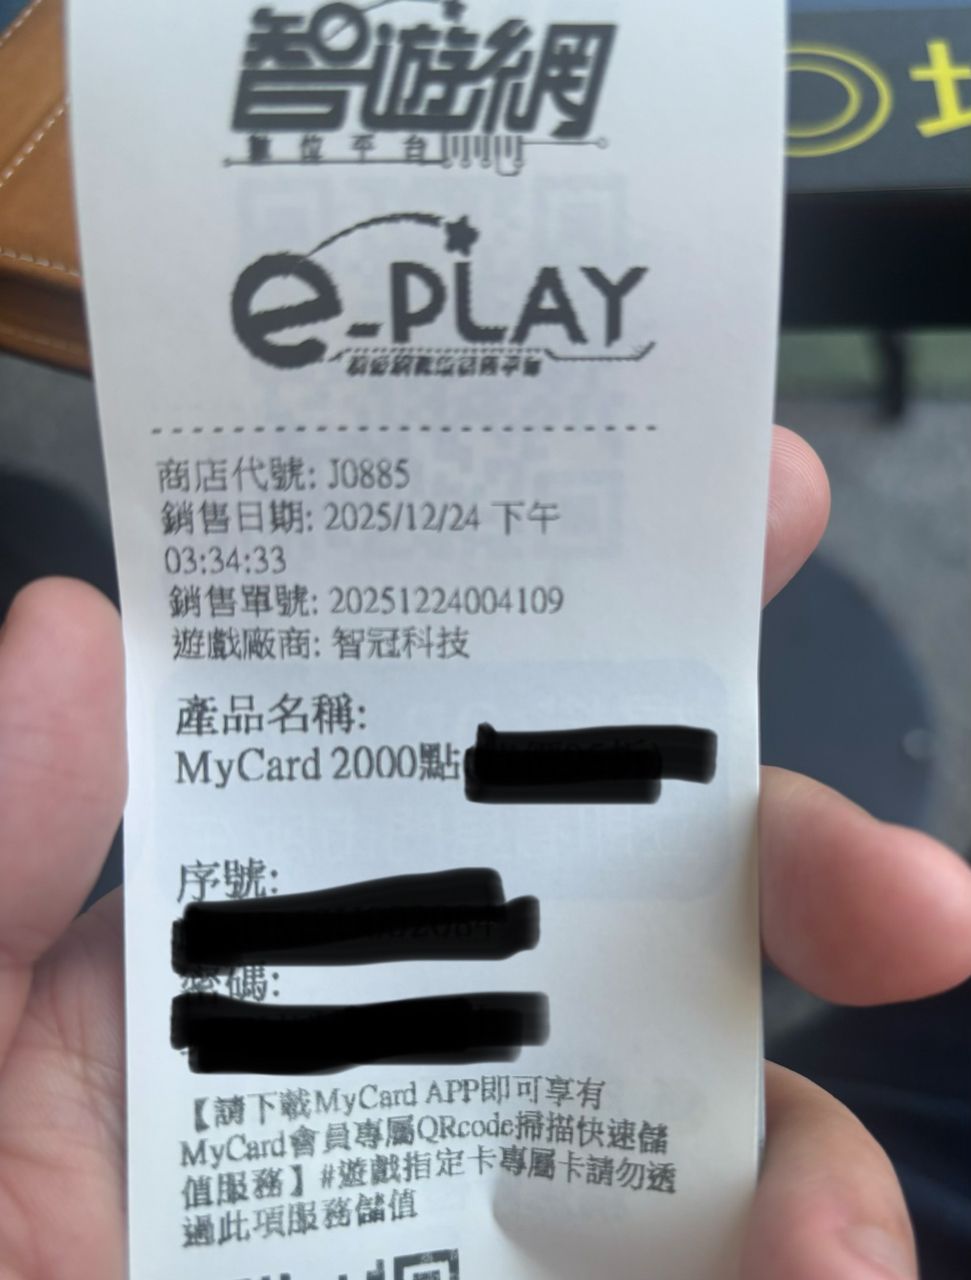 智遊網
數位平台
e-PLAY
商店代號: J0885
銷售日期: 2025/12/24 下午
03:34:33
銷售單號: 20251224004109
遊戲廠商: 智冠科技
產品名稱:
MyCard 2000點
序號:
密碼:
【請下載MyCard APP即可享有
MyCard會員專屬QRcode掃描快速儲
值服務】#遊戲指定卡專屬卡請勿透
過此項服務儲值